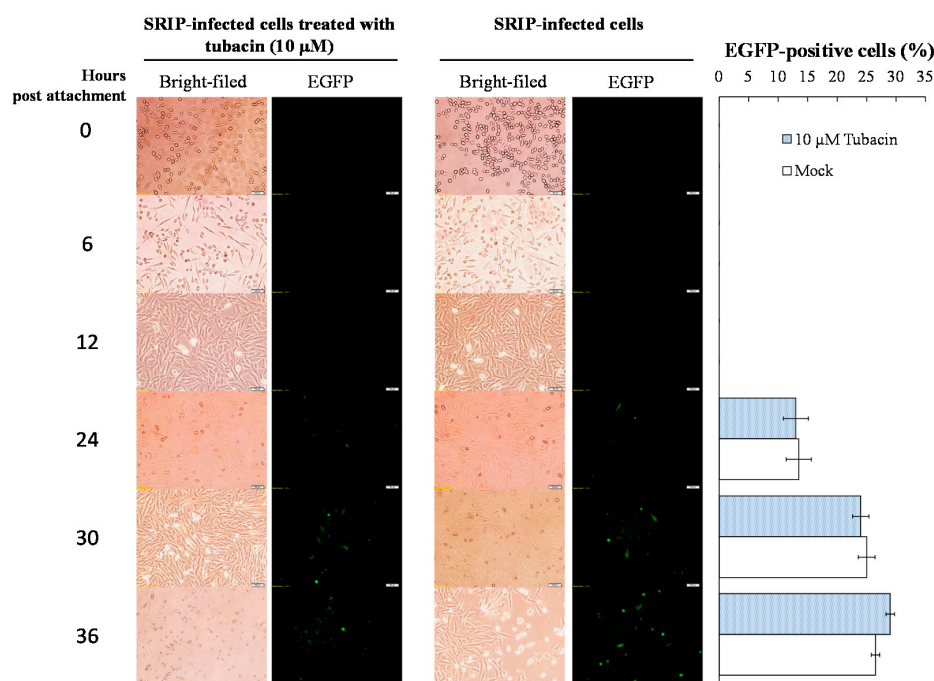 SRIP-infected cells treated with
tubacin (10 µM)
SRIP-infected cells
EGFP-positive cells (%)
Hours
post attachment
Bright-filed
EGFP
Bright-filed
EGFP
0 5 10 15 20 25 30 35
0
6
12
24
30
36
10 µM Tubacin
Mock